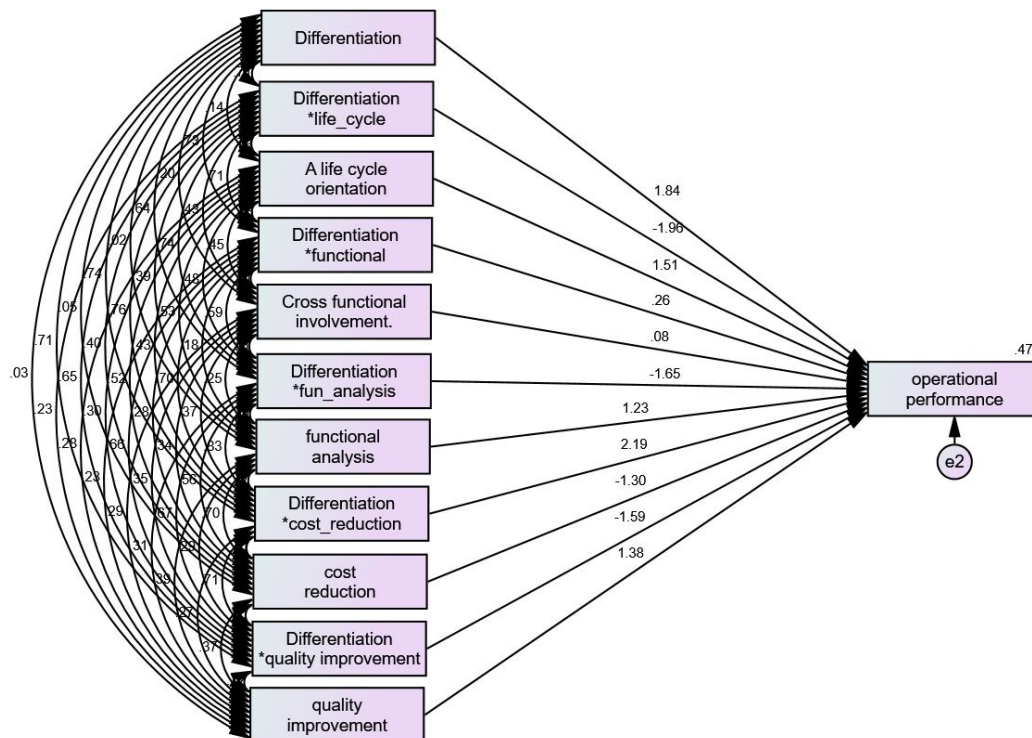 Differentiation
Differentiation
*life_cycle
A life cycle
orientation
Differentiation
*functional
Cross functional
involvement.
Differentiation
*fun_analysis
functional
analysis
Differentiation
*cost_reduction
cost
reduction
Differentiation
*quality improvement
quality
improvement
1.84
-1.96
1.51
.26
.08
-1.65
1.23
2.19
-1.30
-1.59
1.38
.47
operational
performance
e2
.14
.73
.20
.71
.64
.43
.02
.74
.45
.74
.39
.48
.05
.76
.53
.59
.71
.40
.43
.18
.03
.65
.52
.70
.25
.23
.30
.28
.37
.28
.66
.34
.33
.23
.35
.56
.29
.67
.70
.31
.29
.39
.71
.27
.37